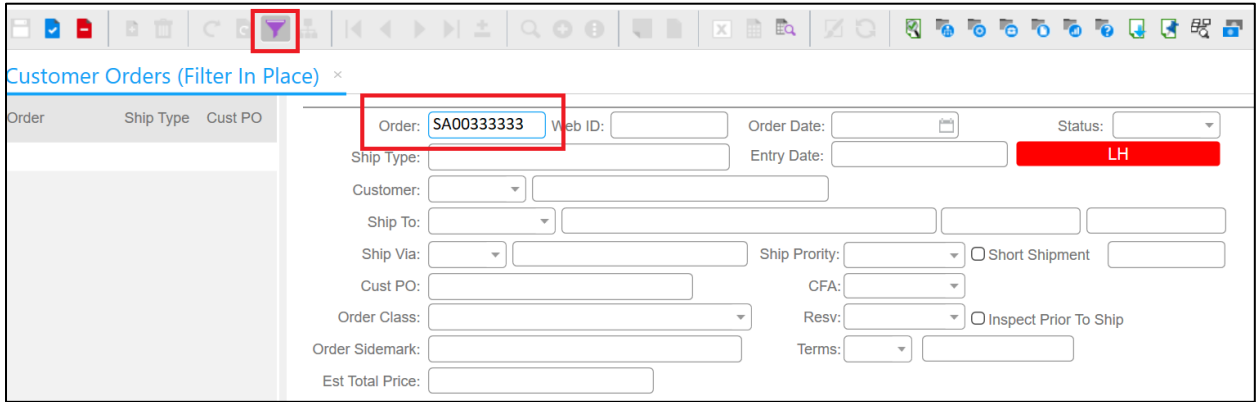 Customer Orders (Filter In Place) ×
Order Ship Type Cust PO
Order: SA00333333 Web ID: Order Date: Status:
Ship Type: Entry Date: LH
Customer:
Ship To:
Ship Via: Ship Prority: Short Shipment
Cust PO: CFA:
Order Class: Resv: Inspect Prior To Ship
Order Sidemark: Terms:
Est Total Price: